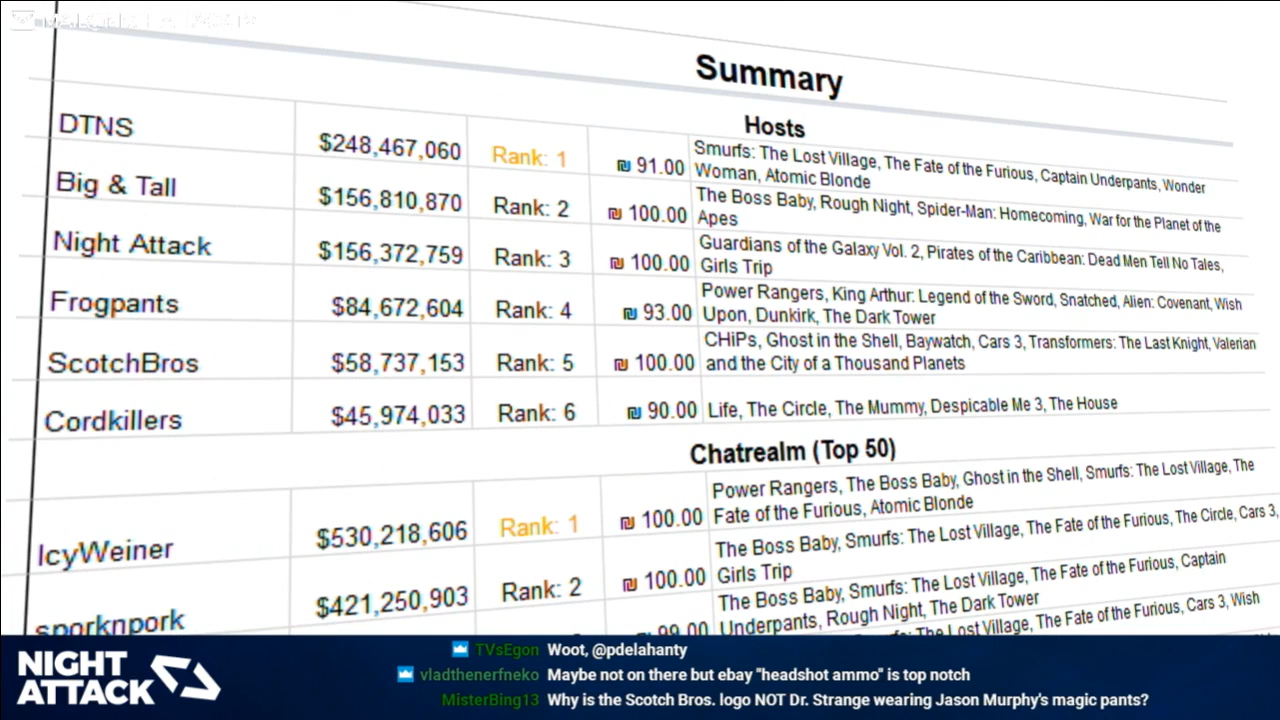 Summary
Hosts
DTNS $248,467,060 Rank: 1 ₪ 91.00 Smurfs: The Lost Village, The Fate of the Furious, Captain Underpants, Wonder
Woman, Atomic Blonde
Big & Tall $156,810,870 Rank: 2 ₪ 100.00 The Boss Baby, Rough Night, Spider-Man: Homecoming, War for the Planet of the
Apes
Night Attack $156,372,759 Rank: 3 ₪ 100.00 Guardians of the Galaxy Vol. 2, Pirates of the Caribbean: Dead Men Tell No Tales,
Girls Trip
Frogpants $84,672,604 Rank: 4 ₪ 93.00 Power Rangers, King Arthur: Legend of the Sword, Snatched, Alien: Covenant, Wish
Upon, Dunkirk, The Dark Tower
ScotchBros $58,737,153 Rank: 5 ₪ 100.00 CHiPs, Ghost in the Shell, Baywatch, Cars 3, Transformers: The Last Knight, Valerian
and the City of a Thousand Planets
Cordkillers $45,974,033 Rank: 6 ₪ 90.00 Life, The Circle, The Mummy, Despicable Me 3, The House
Chatrealm (Top 50)
IcyWeiner $530,218,606 Rank: 1 ₪ 100.00 Power Rangers, The Boss Baby, Ghost in the Shell, Smurfs: The Lost Village, The
Fate of the Furious, Atomic Blonde
sporknpork $421,250,903 Rank: 2 ₪ 100.00 The Boss Baby, Smurfs: The Lost Village, The Fate of the Furious, The Circle, Cars 3,
Girls Trip
₪ 99.00 The Boss Baby, Smurfs: The Lost Village, The Fate of the Furious, Captain
Underpants, Rough Night, The Dark Tower
The Lost Village, The Fate of the Furious, Cars 3, Wish
NIGHT
ATTACK
TVsEgon Woot, @pdelahanty
vladthenerfneko Maybe not on there but ebay "headshot ammo" is top notch
MisterBing13 Why is the Scotch Bros. logo NOT Dr. Strange wearing Jason Murphy's magic pants?